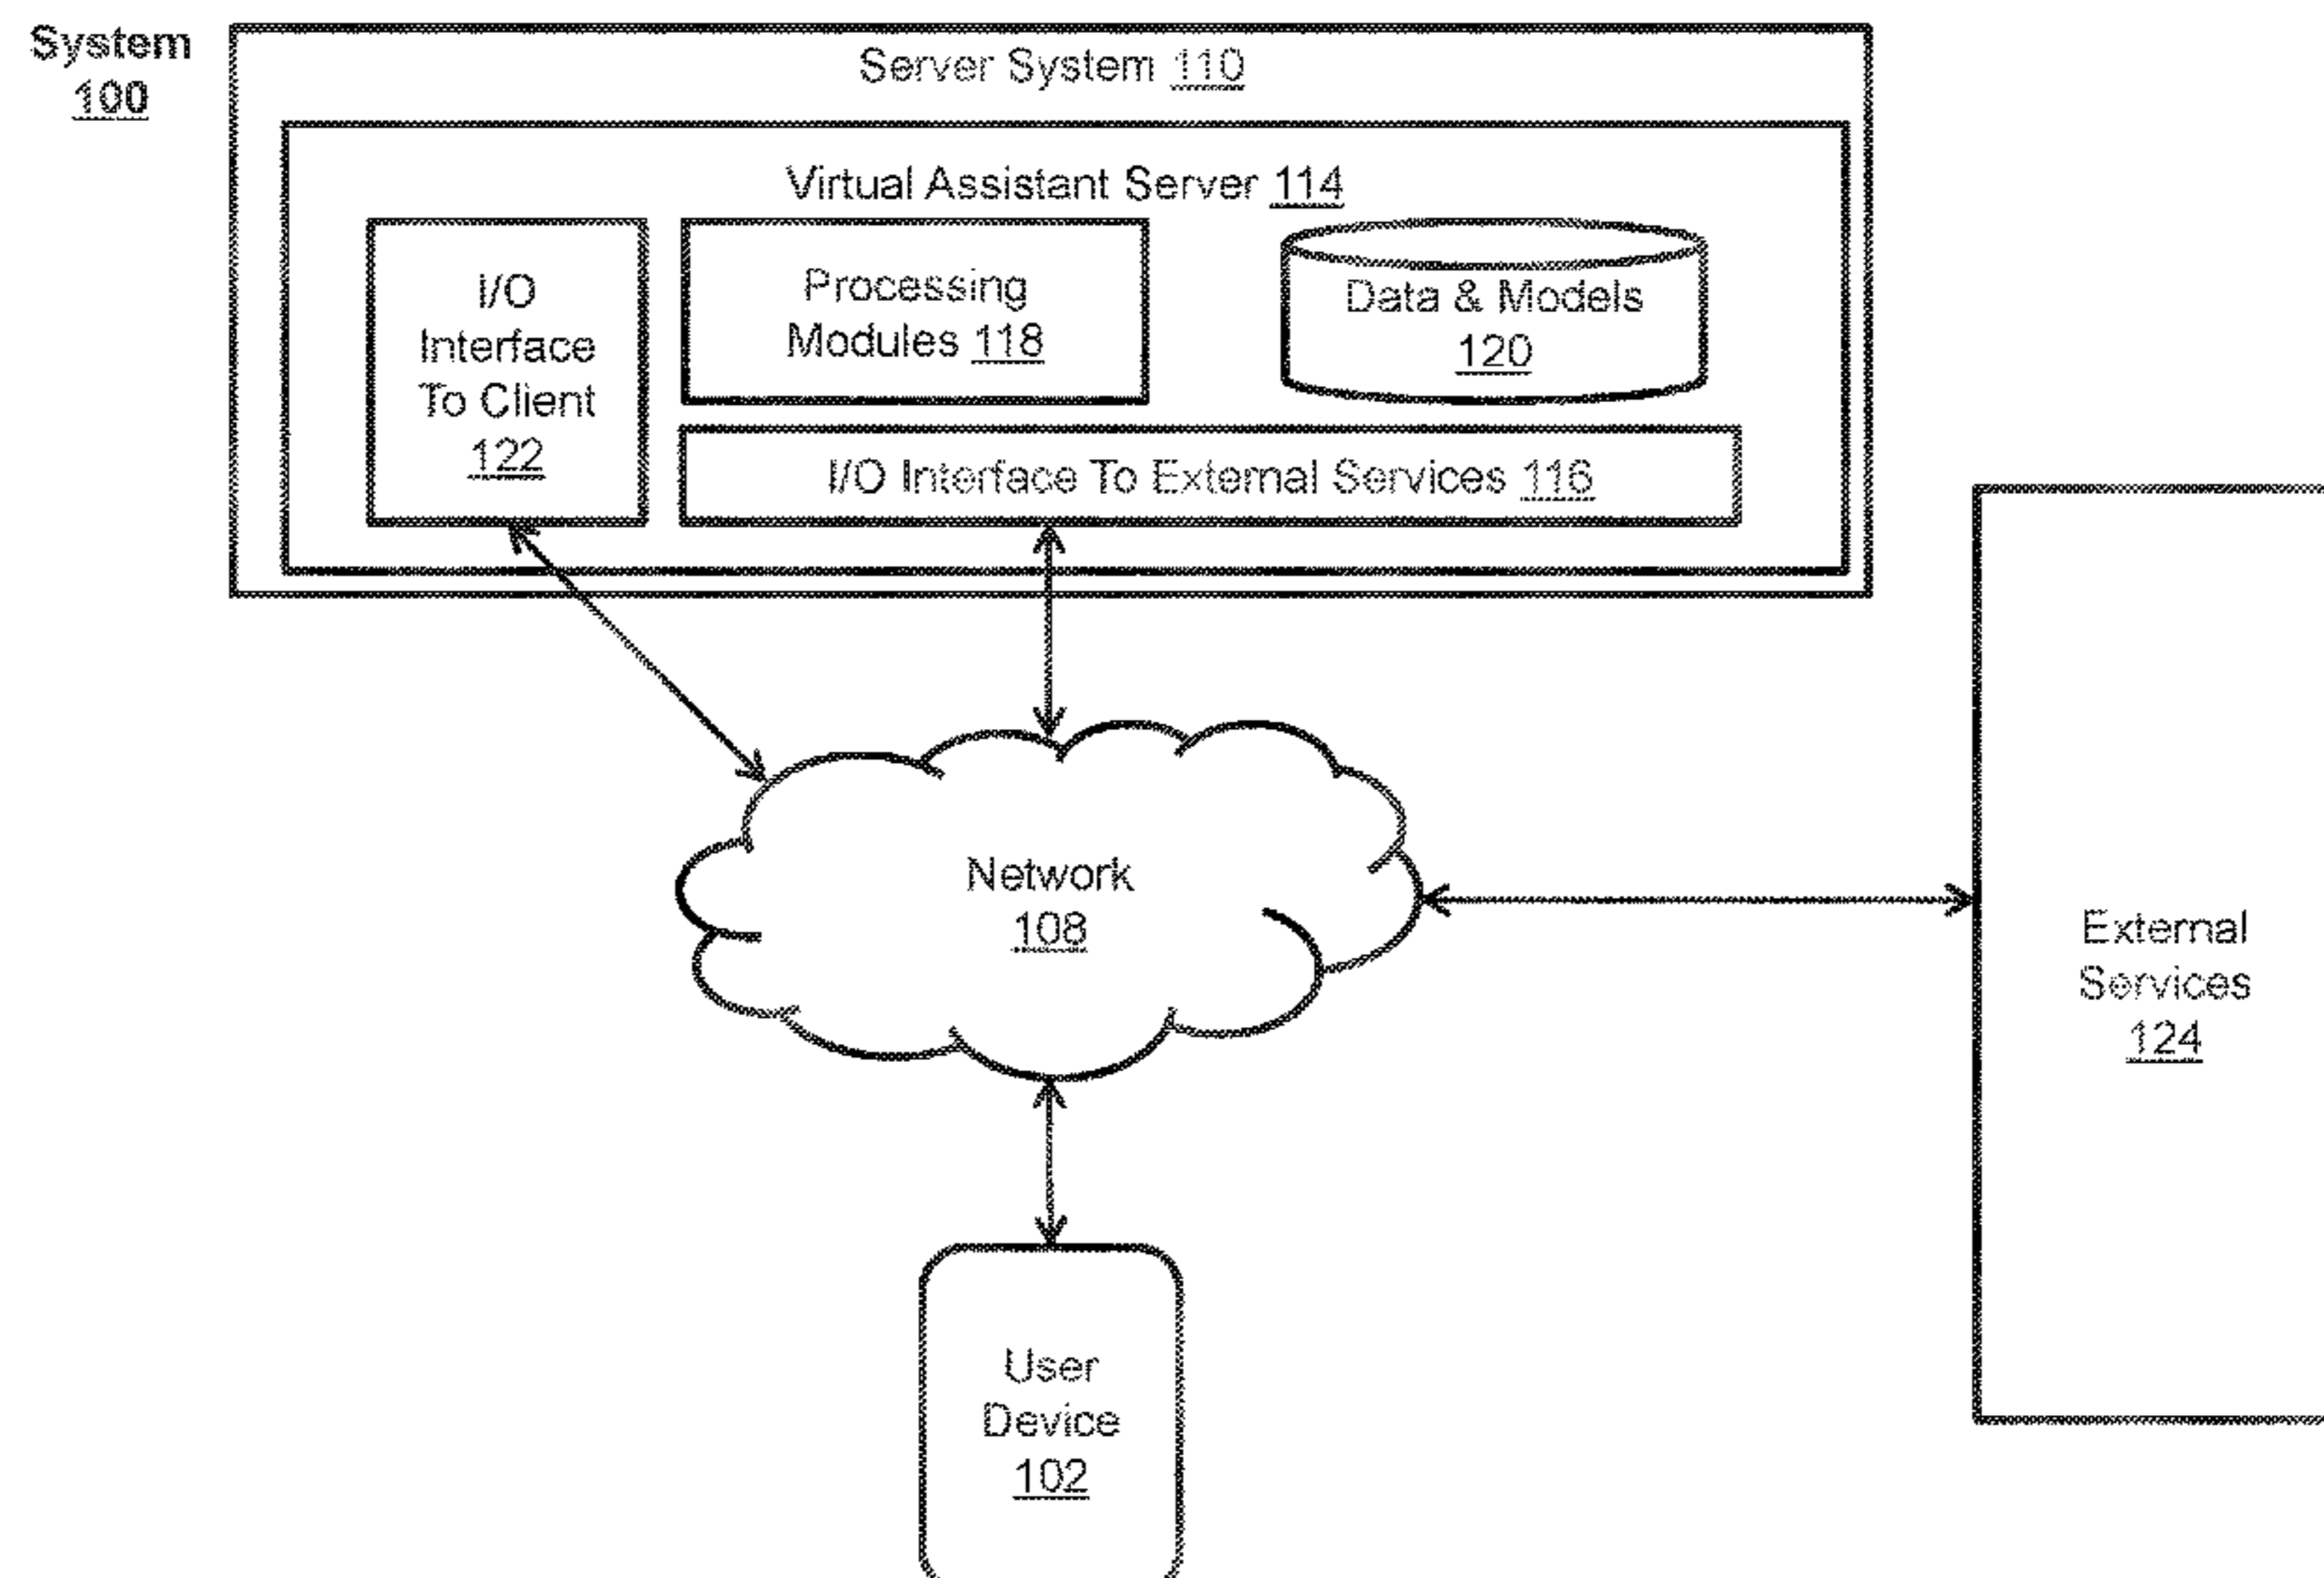 System
100
Server System 110
Virtual Assistant Server 114
I/O
Interface
To Client
122
Processing
Modules 118
Data & Models
120
I/O Interface To External Services 116
Network
108
External
Services
124
User
Device
102